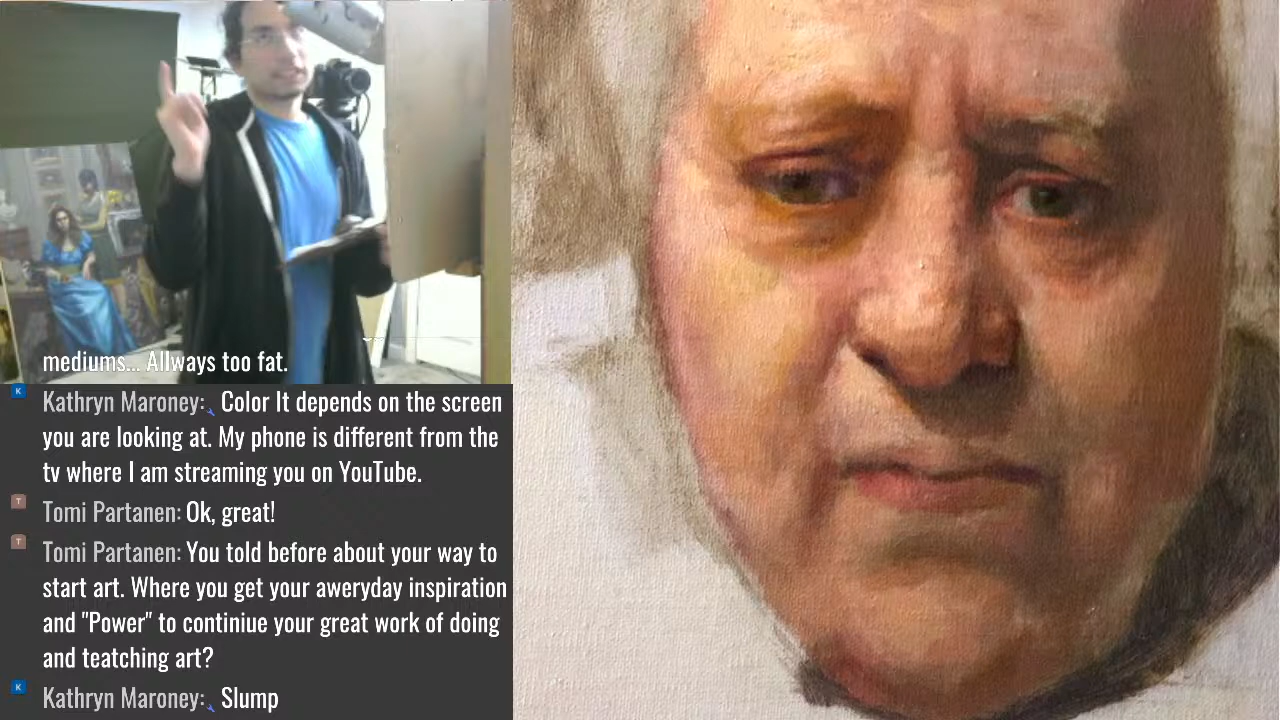 mediums... Allways too fat.
K Kathryn Maroney: Color It depends on the screen
you are looking at. My phone is different from the
tv where I am streaming you on YouTube.
T Tomi Partanen: Ok, great!
T Tomi Partanen: You told before about your way to
start art. Where you get your aweryday inspiration
and "Power" to continiue your great work of doing
and teatching art?
K Kathryn Maroney: Slump